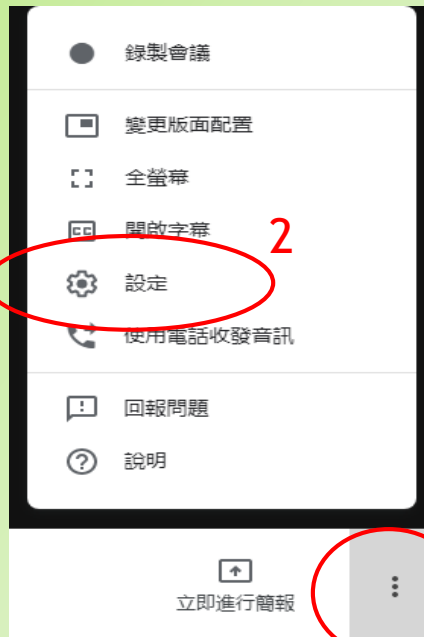 錄製會議
變更版面配置
全螢幕
開啟字幕
2
設定
使用電話收發音訊
回報問題
說明
立即進行簡報